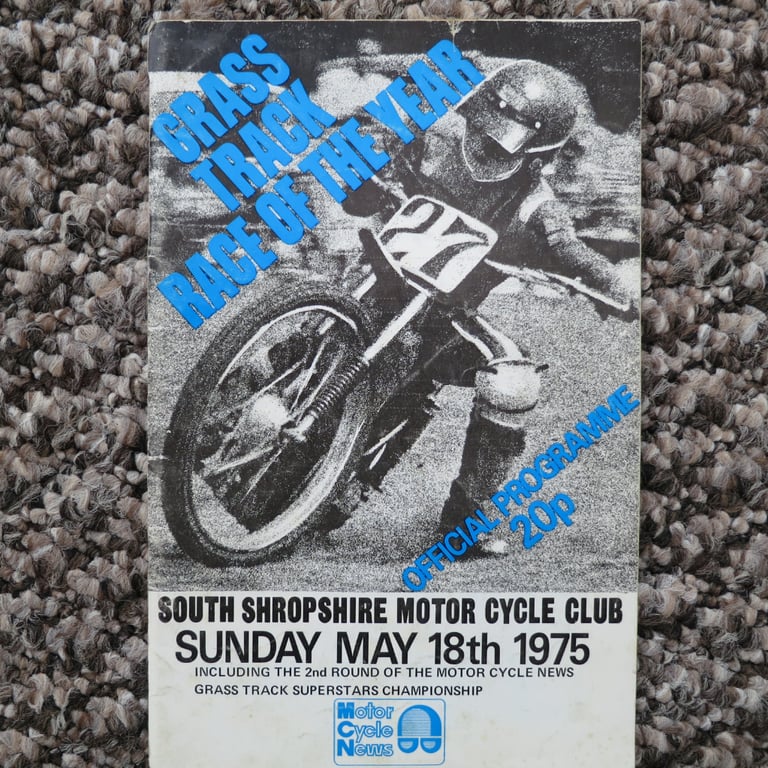 GRASS
TRACK
RACE OF THE YEAR
27
OFFICIAL PROGRAMME
20p
SOUTH SHROPSHIRE MOTOR CYCLE CLUB
SUNDAY MAY 18th 1975
INCLUDING THE 2nd ROUND OF THE MOTOR CYCLE NEWS
GRASS TRACK SUPERSTARS CHAMPIONSHIP
Motor
Cycle
News